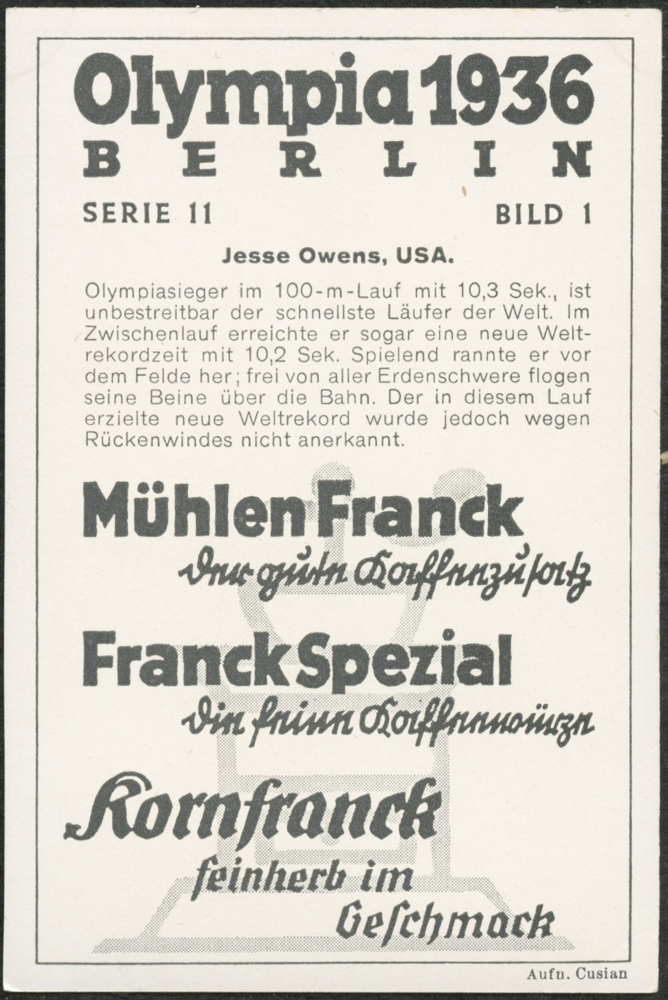 Olympia 1936
BERLIN
SERIE 11 BILD 1
Jesse Owens, USA.
Olympiasieger im 100-m-Lauf mit 10,3 Sek., ist
unbestreitbar der schnellste Läufer der Welt. Im
Zwischenlauf erreichte er sogar eine neue Welt-
rekordzeit mit 10,2 Sek. Spielend rannte er vor
dem Felde her; frei von aller Erdenschwere flogen
seine Beine über die Bahn. Der in diesem Lauf
erzielte neue Weltrekord wurde jedoch wegen
Rückenwindes nicht anerkannt.
Mühlen Franck
der gute Kaffeezusatz
Franck Spezial
die feine Kaffeewürze
Kornfranck
feinherb im
Geſchmack
Aufn. Cusian